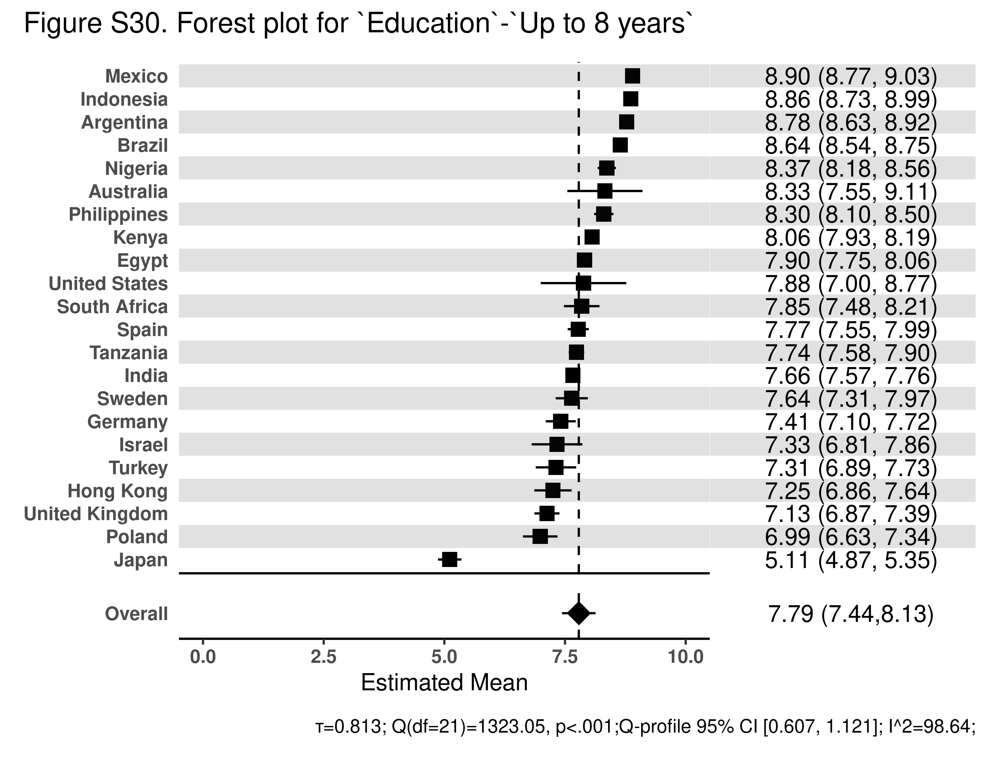 Figure S30. Forest plot for `Education`-`Up to 8 years`
Mexico 8.90 (8.77, 9.03)
Indonesia 8.86 (8.73, 8.99)
Argentina 8.78 (8.63, 8.92)
Brazil 8.64 (8.54, 8.75)
Nigeria 8.37 (8.18, 8.56)
Australia 8.33 (7.55, 9.11)
Philippines 8.30 (8.10, 8.50)
Kenya 8.06 (7.93, 8.19)
Egypt 7.90 (7.75, 8.06)
United States 7.88 (7.00, 8.77)
South Africa 7.85 (7.48, 8.21)
Spain 7.77 (7.55, 7.99)
Tanzania 7.74 (7.58, 7.90)
India 7.66 (7.57, 7.76)
Sweden 7.64 (7.31, 7.97)
Germany 7.41 (7.10, 7.72)
Israel 7.33 (6.81, 7.86)
Turkey 7.31 (6.89, 7.73)
Hong Kong 7.25 (6.86, 7.64)
United Kingdom 7.13 (6.87, 7.39)
Poland 6.99 (6.63, 7.34)
Japan 5.11 (4.87, 5.35)
Overall 7.79 (7.44,8.13)
0.0 2.5 5.0 7.5 10.0
Estimated Mean
τ=0.813; Q(df=21)=1323.05, p<.001;Q-profile 95% CI [0.607, 1.121]; I^2=98.64;